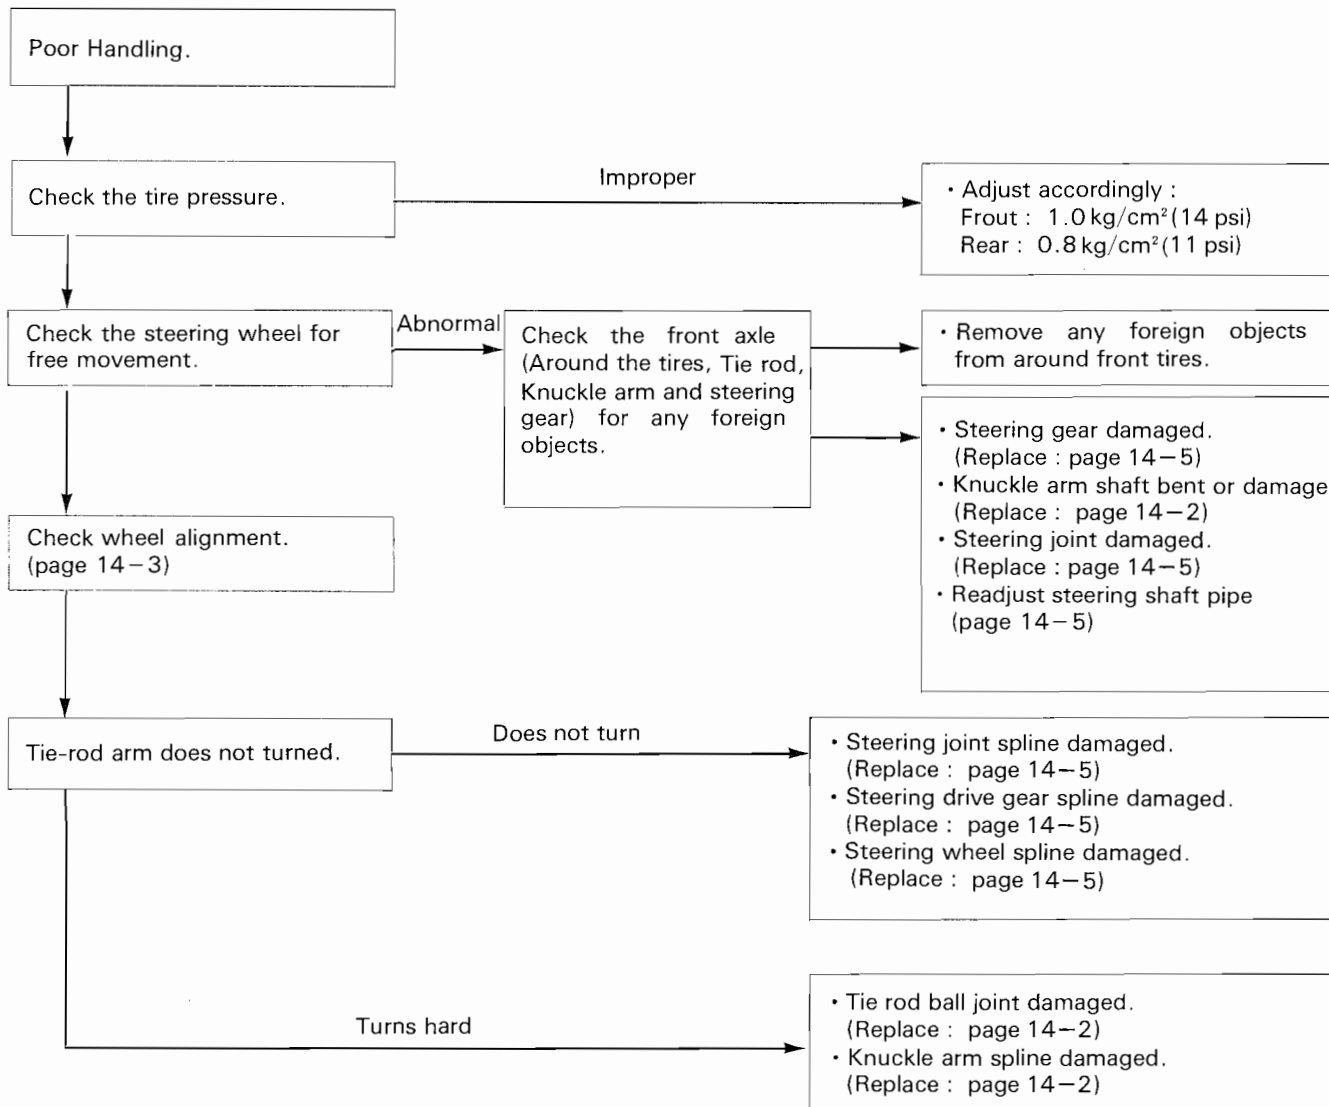 Poor Handling.
Check the tire pressure.
Improper
• Adjust accordingly :
Frout : 1.0 kg/cm² (14 psi)
Rear : 0.8 kg/cm² (11 psi)
Check the steering wheel for
free movement.
Abnormal
Check the front axle
(Around the tires, Tie rod,
Knuckle arm and steering
gear) for any foreign
objects.
• Remove any foreign objects
from around front tires.
• Steering gear damaged.
(Replace : page 14−5)
• Knuckle arm shaft bent or damage
(Replace : page 14−2)
• Steering joint damaged.
(Replace : page 14−5)
• Readjust steering shaft pipe
(page 14−5)
Check wheel alignment.
(page 14−3)
Tie-rod arm does not turned.
Does not turn
• Steering joint spline damaged.
(Replace : page 14−5)
• Steering drive gear spline damaged.
(Replace : page 14−5)
• Steering wheel spline damaged.
(Replace : page 14−5)
Turns hard
• Tie rod ball joint damaged.
(Replace : page 14−2)
• Knuckle arm spline damaged.
(Replace : page 14−2)